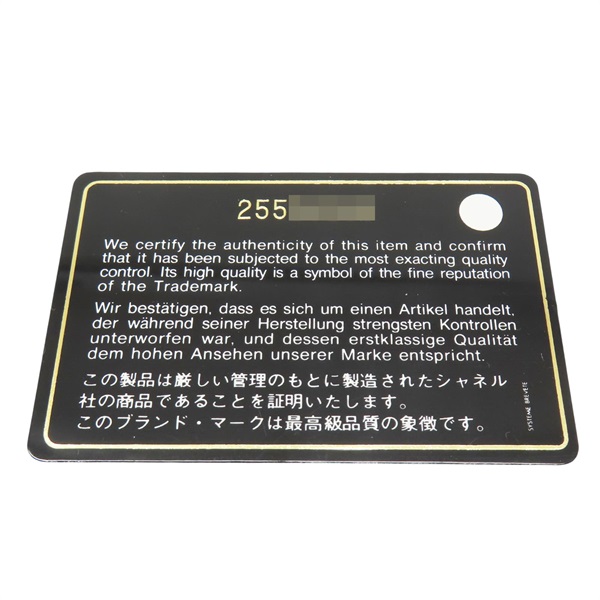 255
We certify the authenticity of this item and confirm
that it has been subjected to the most exacting quality
control. Its high quality is a symbol of the fine reputation
of the Trademark.
Wir bestätigen, dass es sich um einen Artikel handelt,
der während seiner Herstellung strengsten Kontrollen
unterworfen war, und dessen erstklassige Qualität
dem hohen Ansehen unserer Marke entspricht.
この製品は厳しい管理のもとに製造されたシャネル
社の商品であることを証明いたします。
このブランド・マークは最高級品質の象徴です。
SYSTEME BREVETE